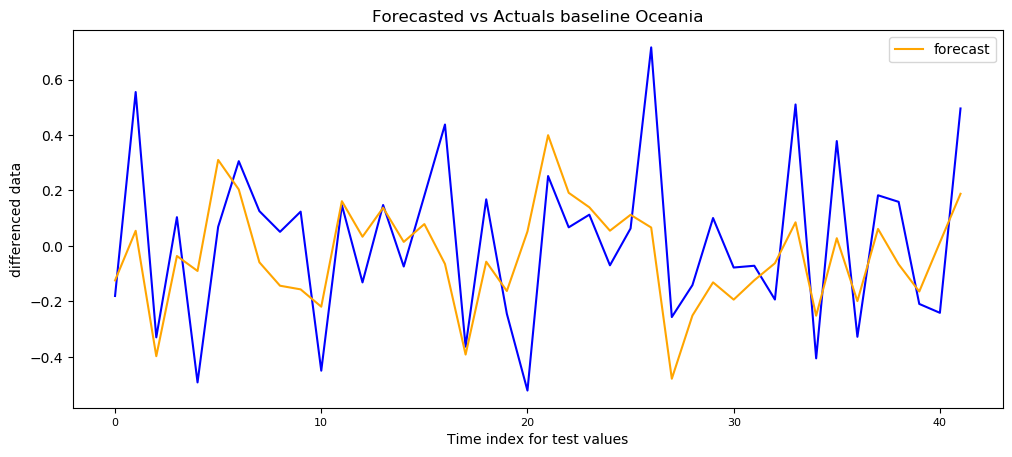 Forecasted vs Actuals baseline Oceania
forecast
differenced data
0.6
0.4
0.2
0.0
−0.2
−0.4
0 10 20 30 40
Time index for test values